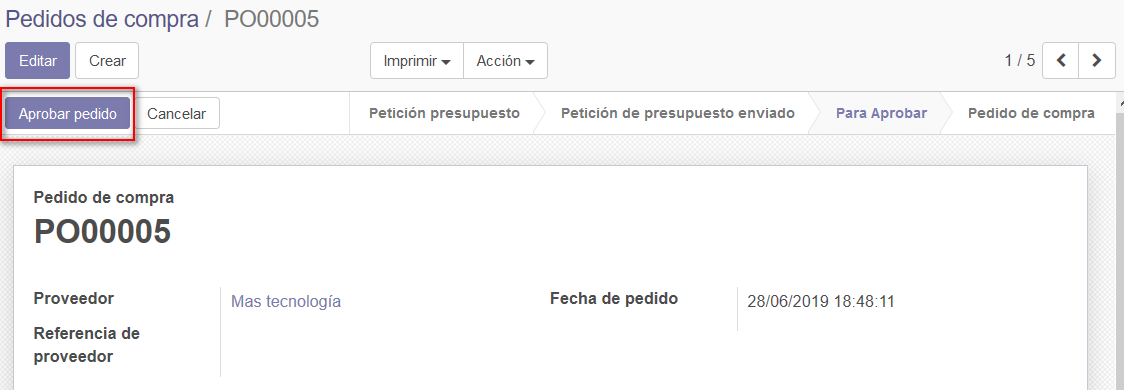 Pedidos de compra / PO00005
Editar Crear Imprimir Acción 1 / 5
Aprobar pedido Cancelar Petición presupuesto Petición de presupuesto enviado Para Aprobar Pedido de compra
Pedido de compra
PO00005
Proveedor Mas tecnología Fecha de pedido 28/06/2019 18:48:11
Referencia de
proveedor